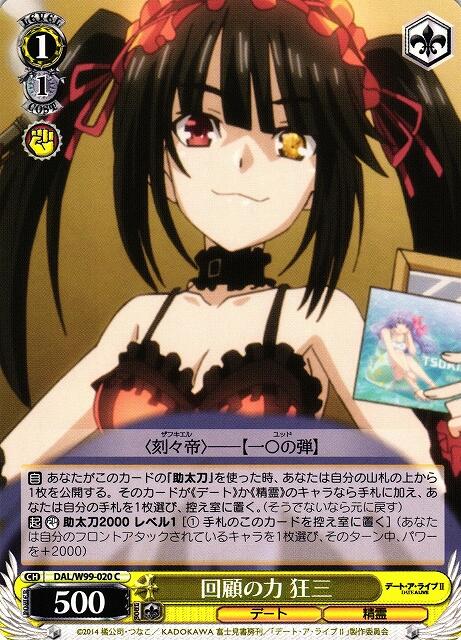 LEVEL
1
1
COST
TSUKI
ザフキエル ユッド
〈刻々帝〉――【一〇の弾】
自 あなたがこのカードの「助太刀」を使った時、あなたは自分の山札の上から
1枚を公開する。そのカードが《デート》か《精霊》のキャラなら手札に加え、あ
なたは自分の手札を1枚選び、控え室に置く。(そうでないなら元に戻す)
起 助太刀2000 レベル1 [① 手札のこのカードを控え室に置く] (あなたは
自分のフロントアタックされているキャラを1枚選び、そのターン中、パワー
を+2000)
CH DAL/W99-020 C
回顧の力 狂三
デート・ア・ライブII
DATE A LIVE
POWER
500
SOUL
デート
精霊
©2014 橘公司・つなこ/KADOKAWA 富士見書房刊/「デート・ア・ライブII」製作委員会